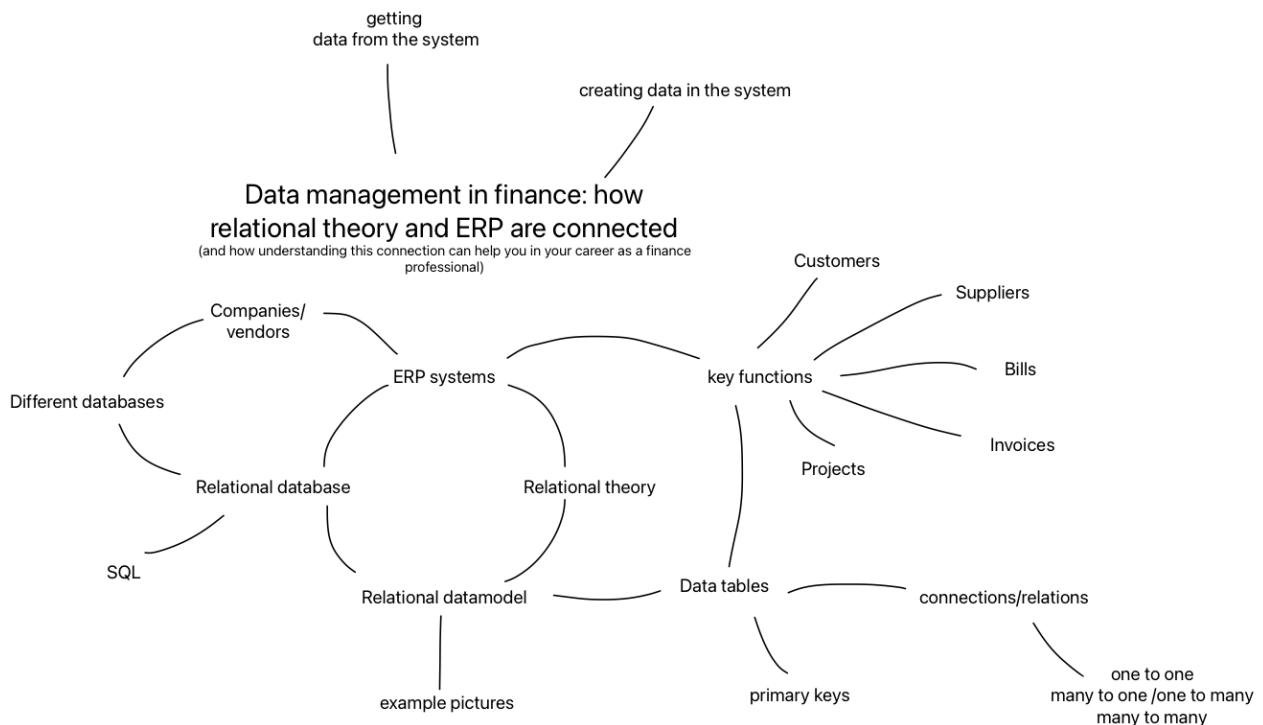 getting
data from the system
creating data in the system
Data management in finance: how
relational theory and ERP are connected
(and how understanding this connection can help you in your career as a finance
professional)
Customers
Suppliers
Companies/
vendors
Bills
ERP systems
key functions
Different databases
Invoices
Projects
Relational database
Relational theory
SQL
Data tables
Relational datamodel
connections/relations
one to one
many to one /one to many
many to many
primary keys
example pictures